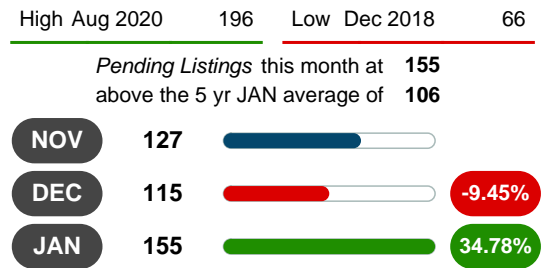 High Aug 2020 196 Low Dec 2018 66
Pending Listings this month at 155
above the 5 yr JAN average of 106
NOV 127
DEC 115 -9.45%
JAN 155 34.78%